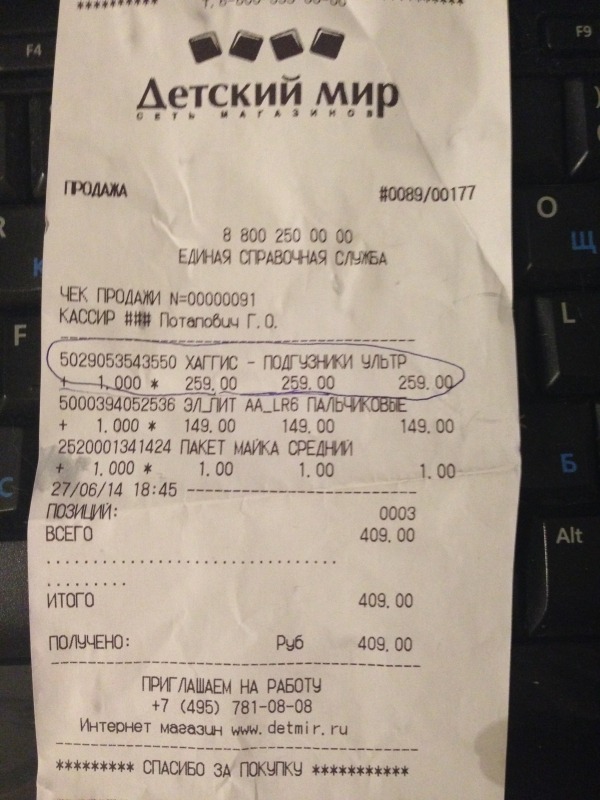 Детский мир
СЕТЬ МАГАЗИНОВ
ПРОДАЖА #0089/00177
8 800 250 00 00
ЕДИНАЯ СПРАВОЧНАЯ СЛУЖБА
ЧЕК ПРОДАЖИ N=00000091
КАССИР ### Потапович Г.О.
5029053543550 ХАГГИС - ПОДГУЗНИКИ УЛЬТР
+ 1.000 * 259.00 259.00 259.00
5000394052536 ЭЛ_ПИТ AA_LR6 ПАЛЬЧИКОВЫЕ
+ 1.000 * 149.00 149.00 149.00
2520001341424 ПАКЕТ МАЙКА СРЕДНИЙ
+ 1.000 * 1.00 1.00 1.00
27/06/14 18:45
ПОЗИЦИЙ: 0003
ВСЕГО 409.00
ИТОГО 409.00
ПОЛУЧЕНО: Руб 409.00
ПРИГЛАШАЕМ НА РАБОТУ
+7 (495) 781-08-08
Интернет магазин www.detmir.ru
********* СПАСИБО ЗА ПОКУПКУ ***********
F4
F9
R
К
O
Щ
F
L
Б
С
Alt